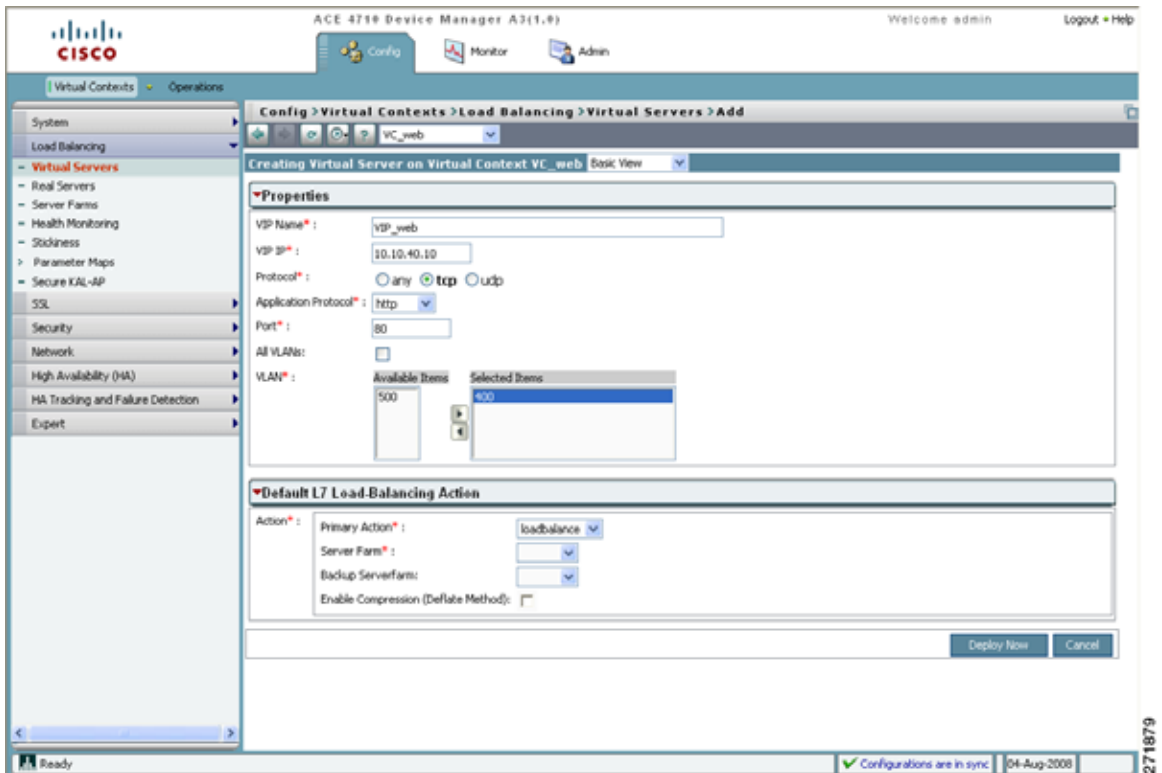 ACE 4710 Device Manager A3(1.0)
Welcome admin
Logout • Help
CISCO
Config
Monitor
Admin
Virtual Contexts
Operations
Config >Virtual Contexts >Load Balancing >Virtual Servers >Add
VC_web
Creating Virtual Server on Virtual Context VC_web Basic View
System
Load Balancing
Virtual Servers
Real Servers
Server Farms
Health Monitoring
Stickiness
> Parameter Maps
Secure KAL-AP
SSL
Security
Network
High Availability (HA)
HA Tracking and Failure Detection
Expert
Properties
VIP Name* : VIP_web
VIP IP* : 10.10.40.10
Protocol* : any tcp udp
Application Protocol* : http
Port* : 80
All VLANs:
VLAN* : Available Items Selected Items
500 400
Default L7 Load-Balancing Action
Action* : Primary Action* : loadbalance
Server Farm* :
Backup Serverfarm:
Enable Compression (Deflate Method):
Deploy Now Cancel
Ready
Configurations are in sync
04-Aug-2008
271879